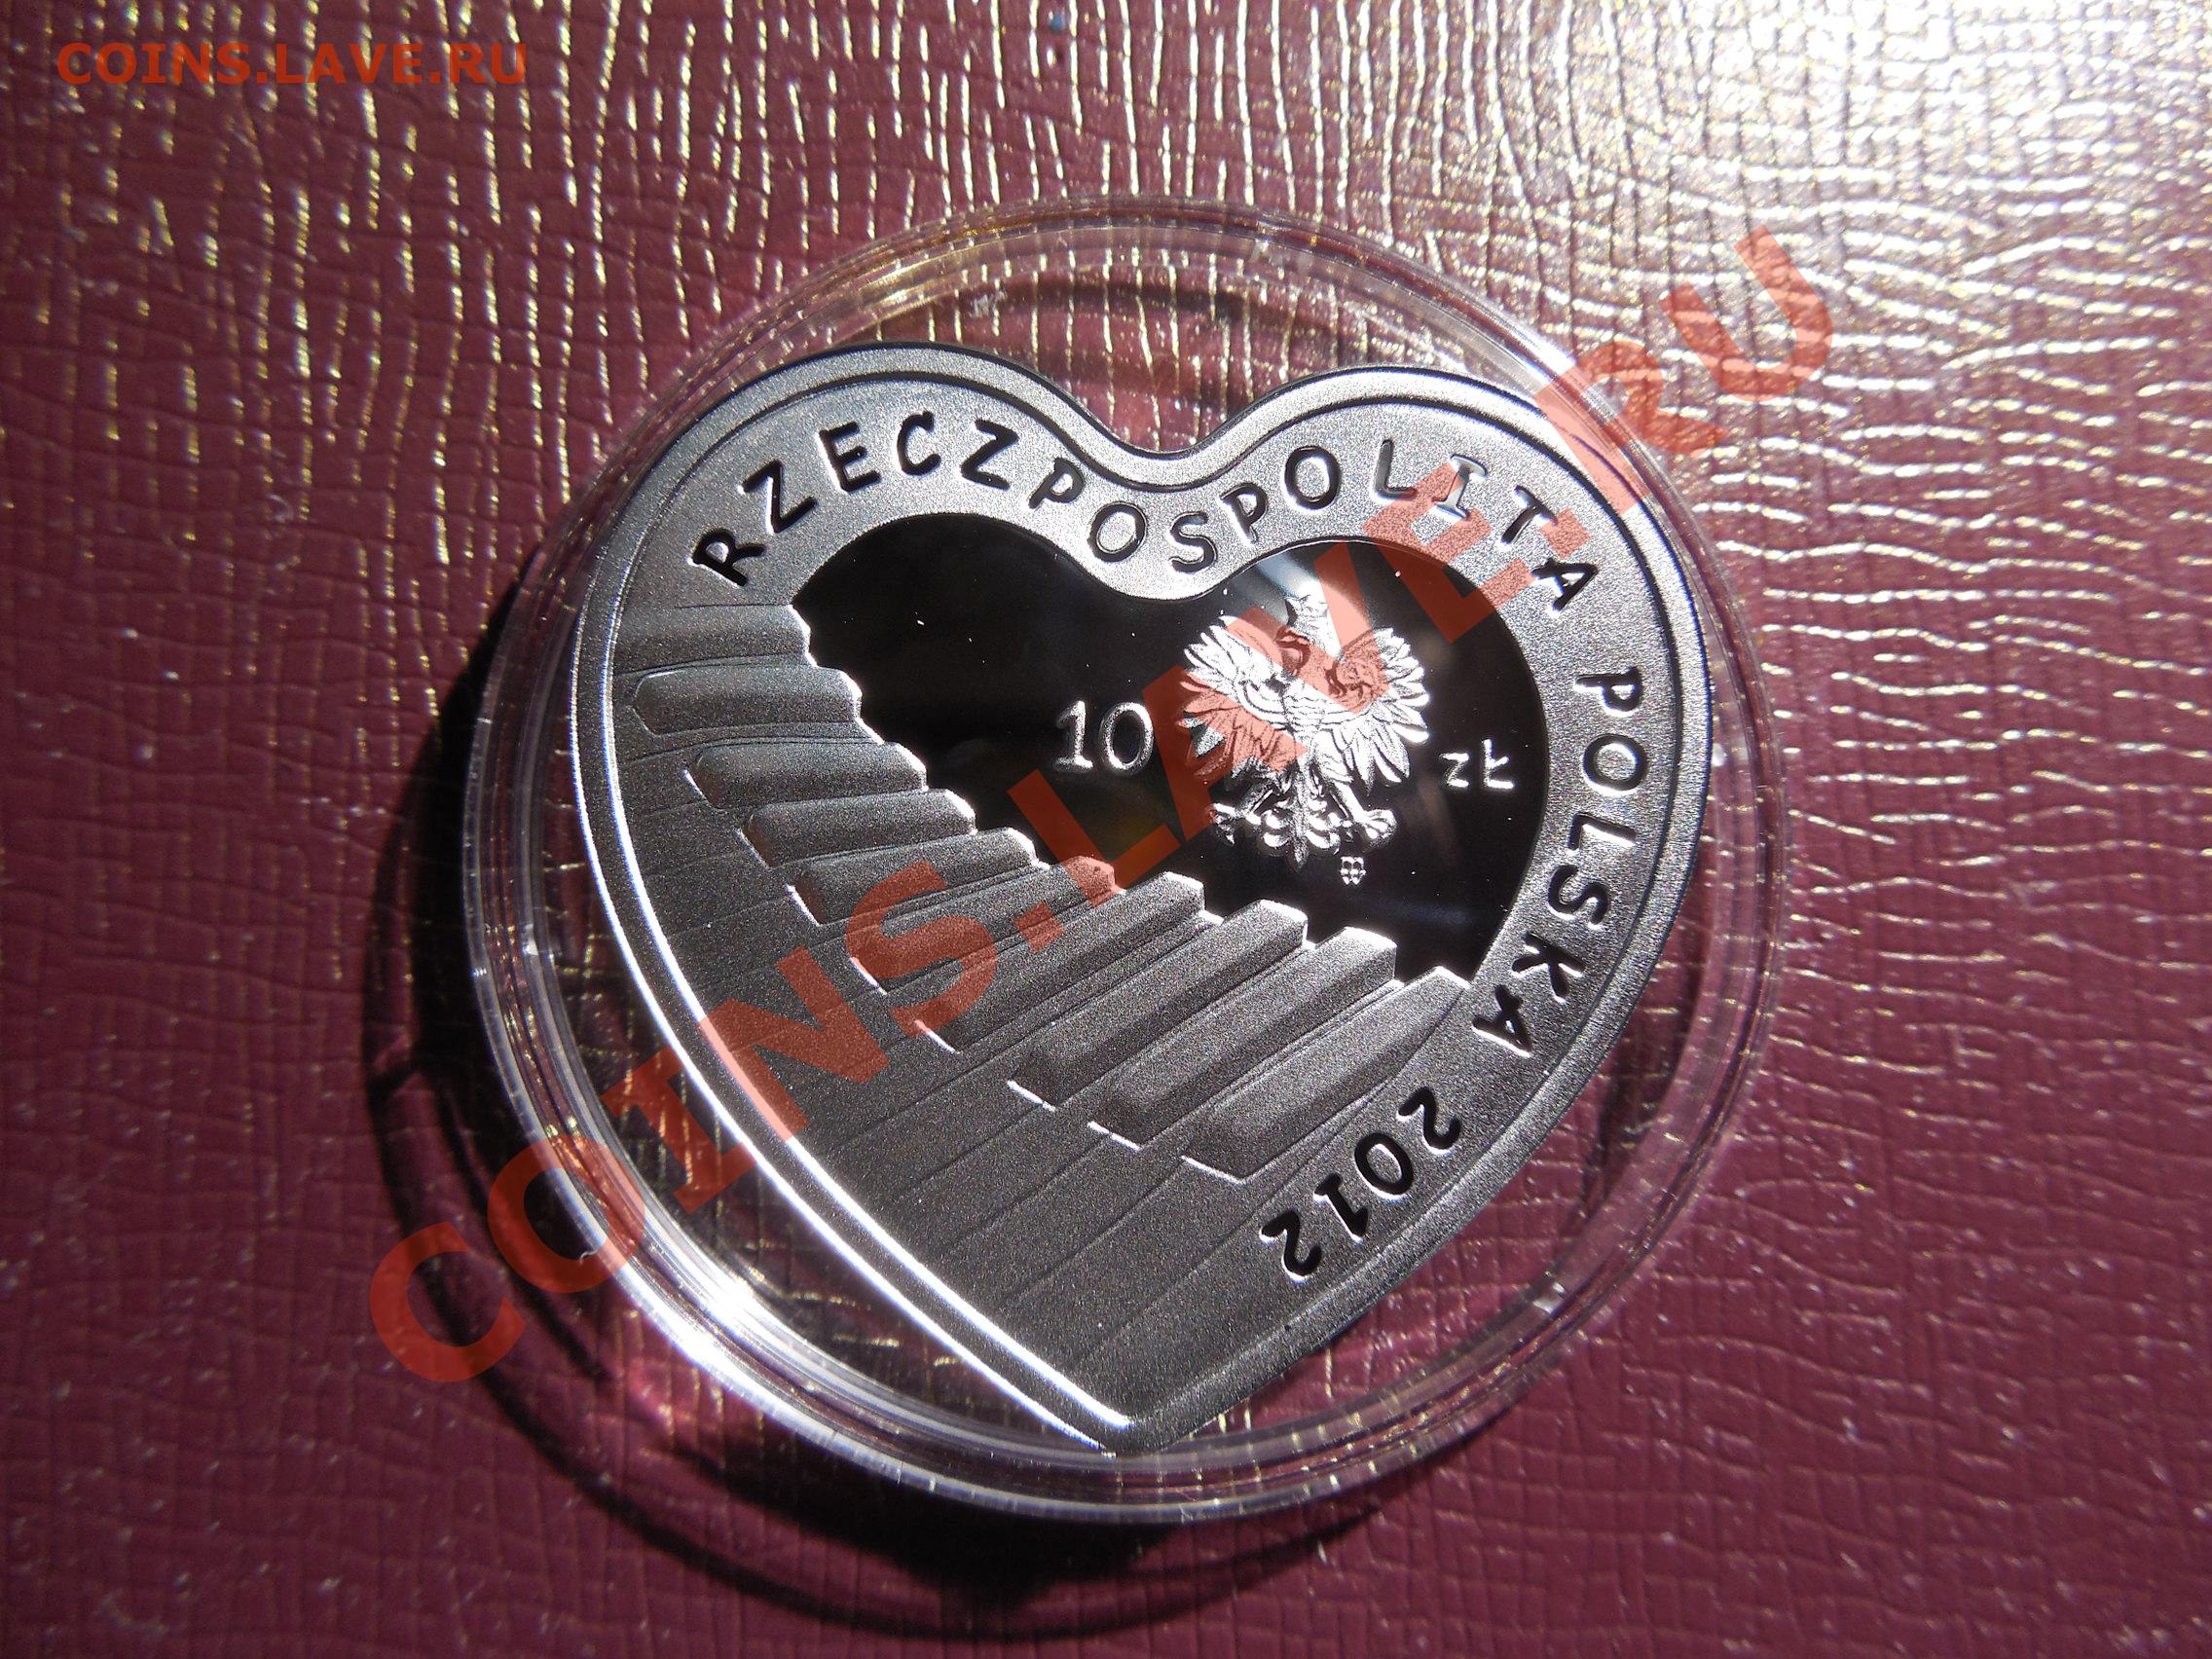 COINS.LAVE.RU
RZECZPOSPOLITA POLSKA 2012
10 zł
COINS.LAVE.RU